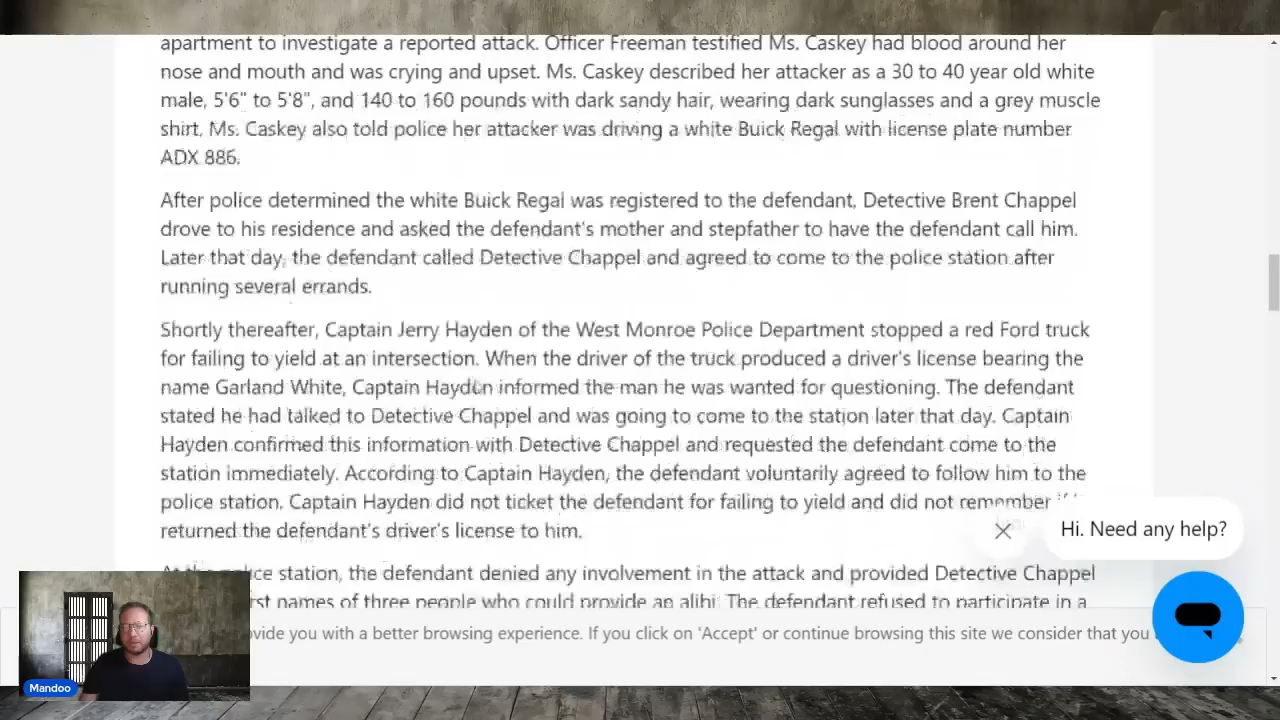 apartment to investigate a reported attack. Officer Freeman testified Ms. Caskey had blood around her
nose and mouth and was crying and upset. Ms. Caskey described her attacker as a 30 to 40 year old white
male, 5'6" to 5'8", and 140 to 160 pounds with dark sandy hair, wearing dark sunglasses and a grey muscle
shirt. Ms. Caskey also told police her attacker was driving a white Buick Regal with license plate number
ADX 886.
After police determined the white Buick Regal was registered to the defendant, Detective Brent Chappel
drove to his residence and asked the defendant's mother and stepfather to have the defendant call him.
Later that day, the defendant called Detective Chappel and agreed to come to the police station after
running several errands.
Shortly thereafter, Captain Jerry Hayden of the West Monroe Police Department stopped a red Ford truck
for failing to yield at an intersection. When the driver of the truck produced a driver's license bearing the
name Garland White, Captain Hayden informed the man he was wanted for questioning. The defendant
stated he had talked to Detective Chappel and was going to come to the station later that day. Captain
Hayden confirmed this information with Detective Chappel and requested the defendant come to the
station immediately. According to Captain Hayden, the defendant voluntarily agreed to follow him to the
police station. Captain Hayden did not ticket the defendant for failing to yield and did not remember
returned the defendant's driver's license to him.
Hi. Need any help?
station, the defendant denied any involvement in the attack and provided Detective Chappel
names of three people who could provide an alibi. The defendant refused to participate in a
you with a better browsing experience. If you click on 'Accept' or continue browsing this site we consider that you
Mandoo